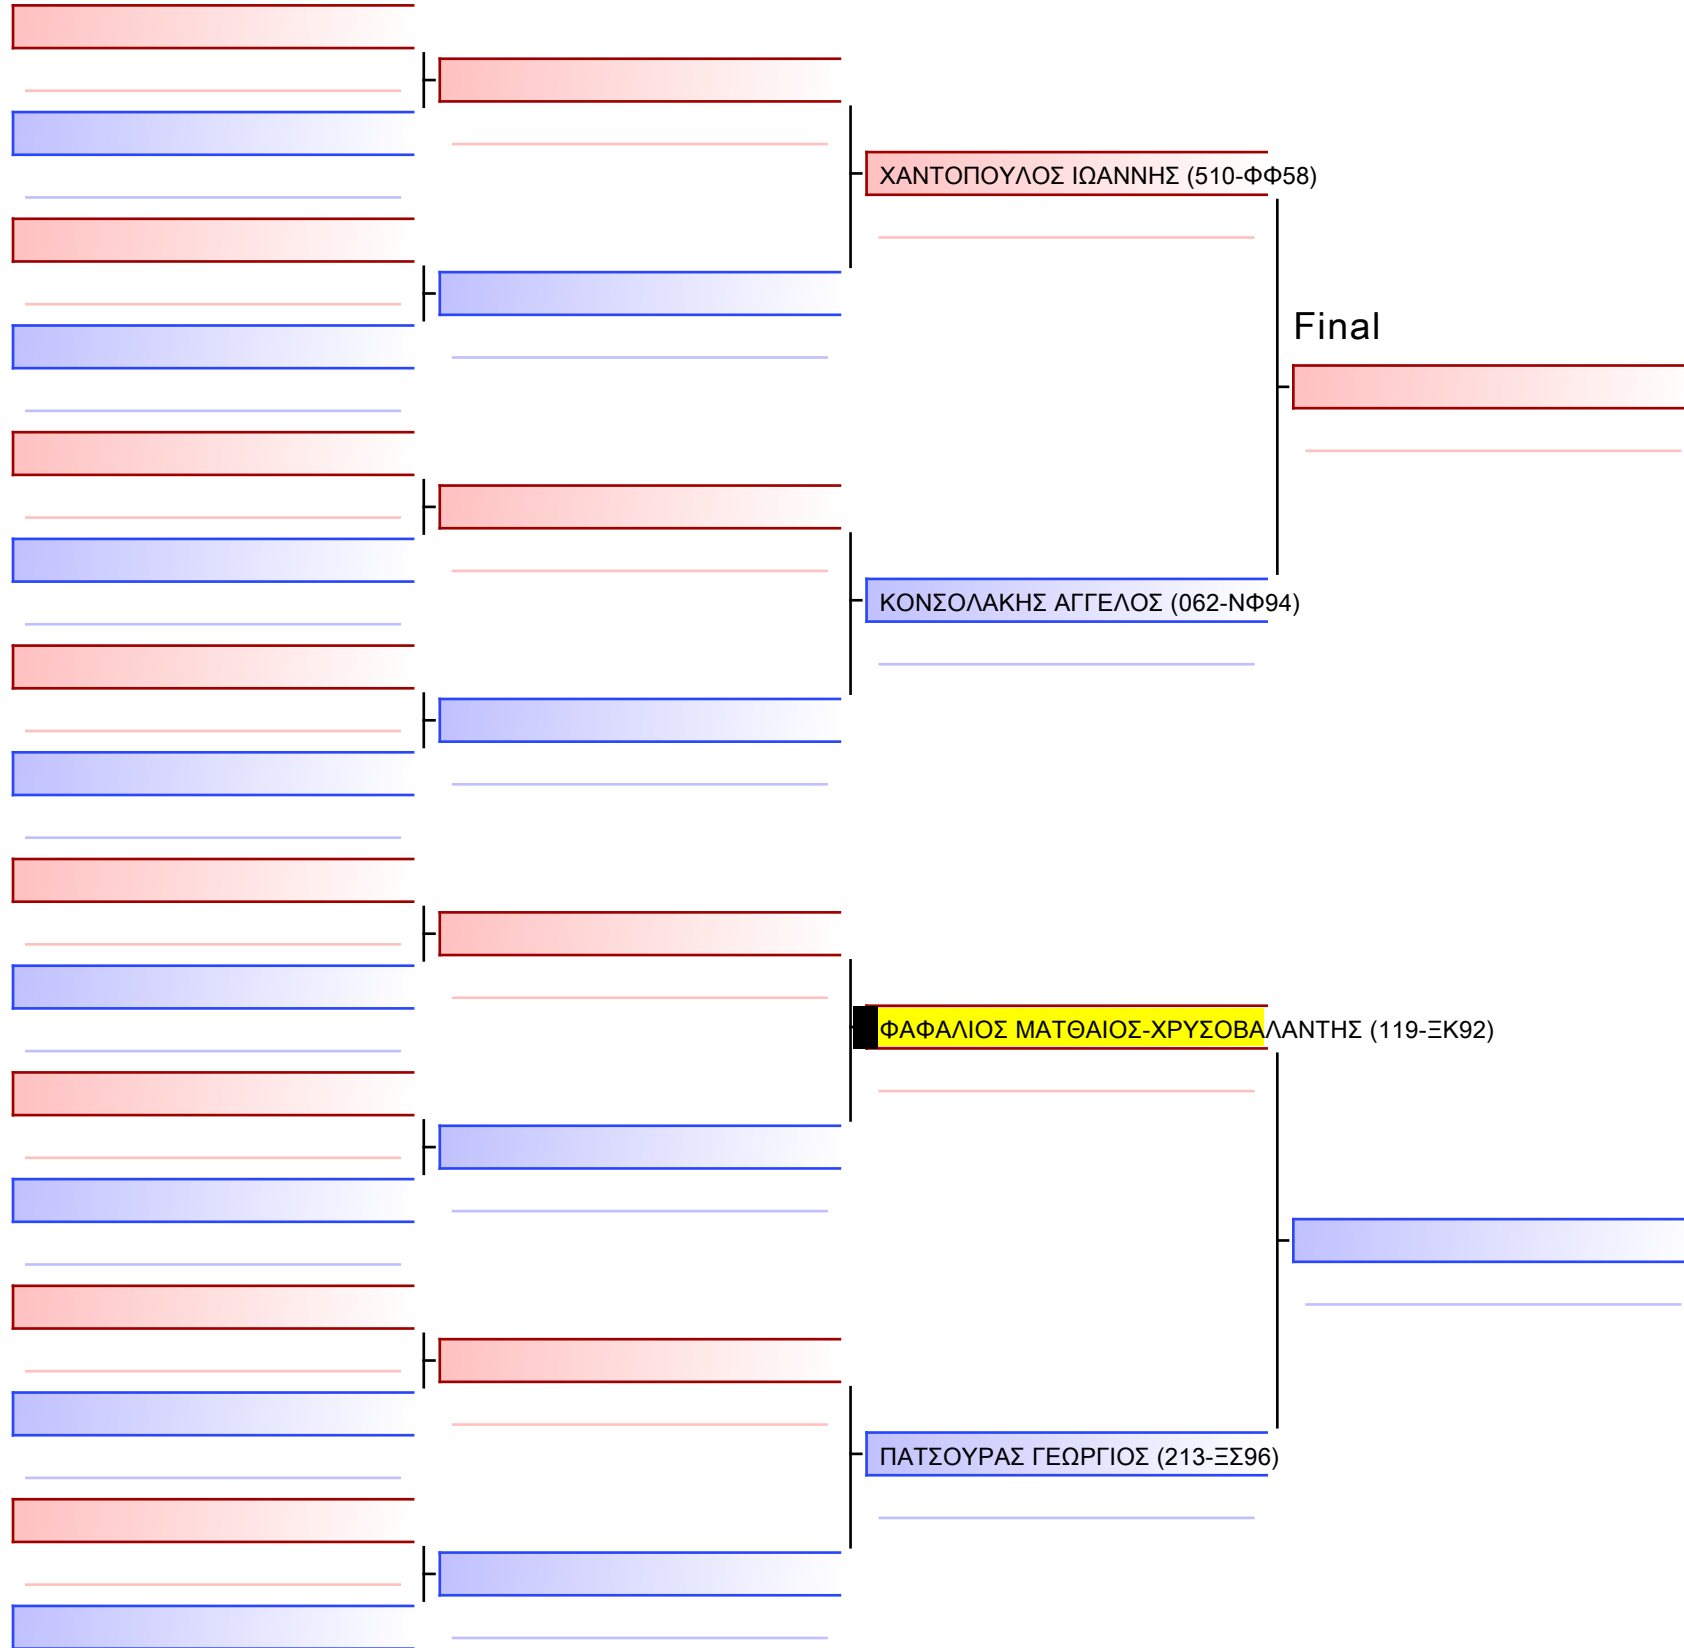 ΧΑΝΤΟΠΟΥΛΟΣ ΙΩΑΝΝΗΣ (510-ΦΦ58)
Final
ΚΟΝΣΟΛΑΚΗΣ ΑΓΓΕΛΟΣ (062-ΝΦ94)
ΦΑΦΑΛΙΟΣ ΜΑΤΘΑΙΟΣ-ΧΡΥΣΟΒΑΛΑΝΤΗΣ (119-ΞΚ92)
ΠΑΤΣΟΥΡΑΣ ΓΕΩΡΓΙΟΣ (213-ΞΣ96)